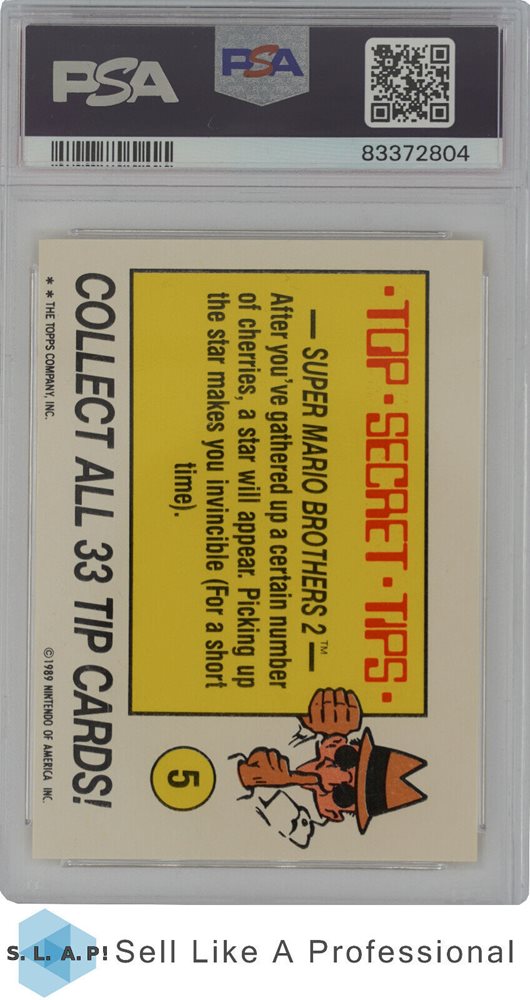 PSA
PSA
83372804
·TOP·SECRET·TIPS·
— SUPER MARIO BROTHERS 2™ —
After you've gathered up a certain number
of cherries, a star will appear. Picking up
the star makes you invincible (For a short
time).
5
COLLECT ALL 33 TIP CARDS!
* * THE TOPPS COMPANY, INC.
©1989 NINTENDO OF AMERICA INC.
S. L. A. P! Sell Like A Professional